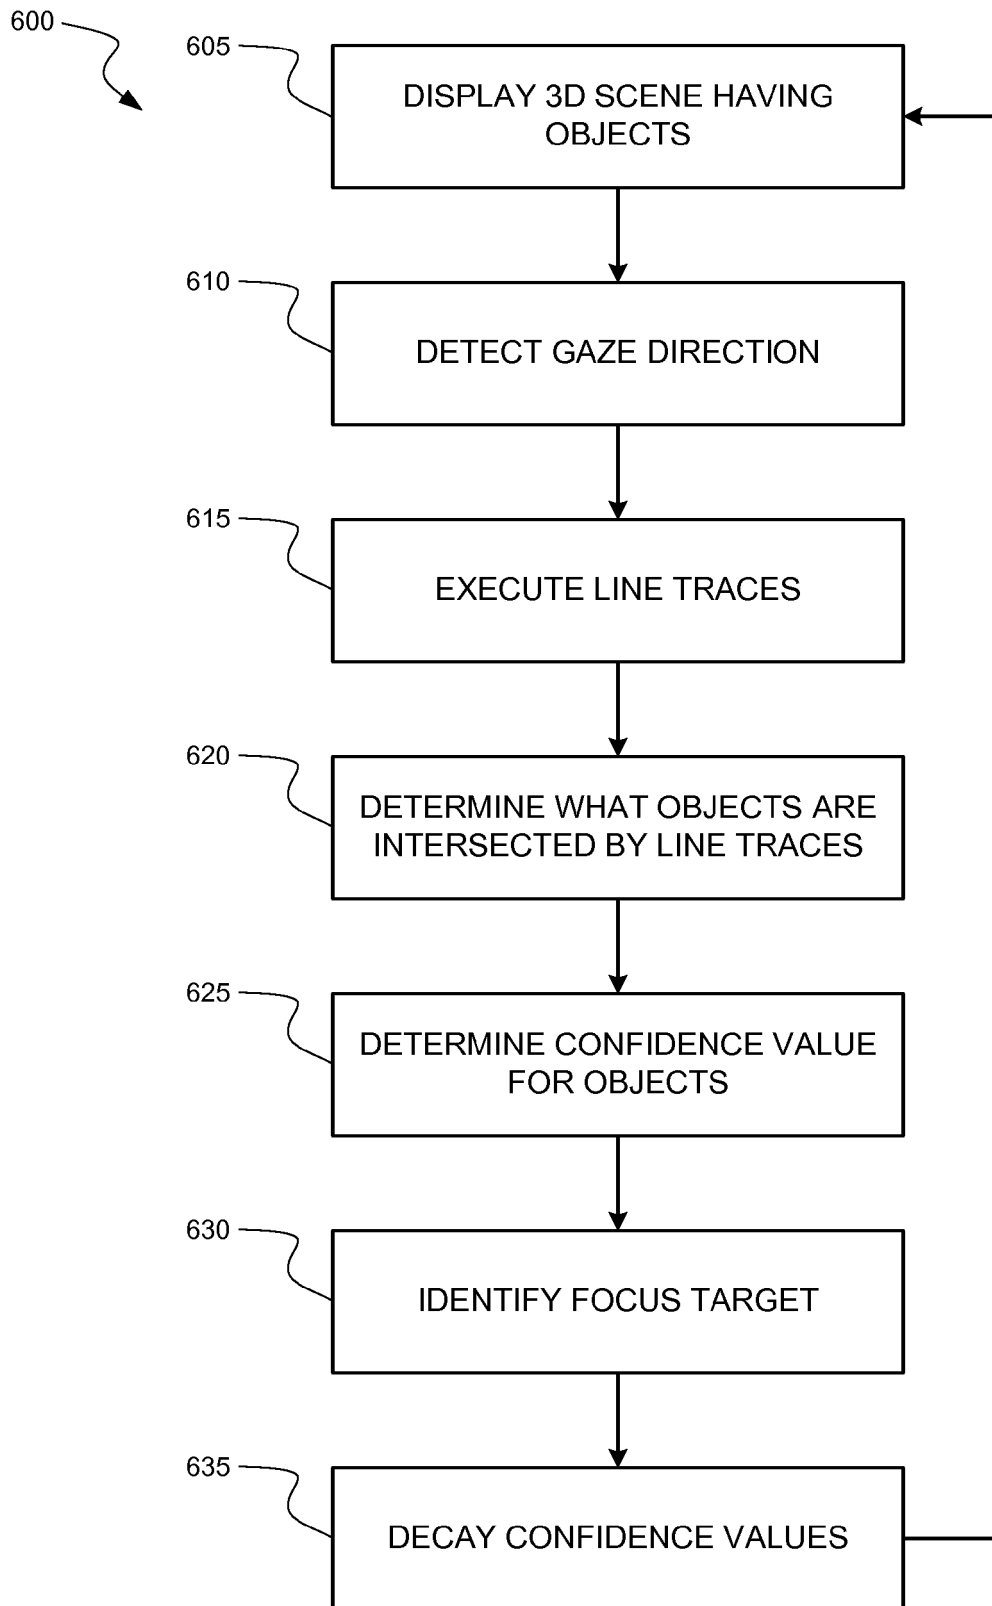 600
605
DISPLAY 3D SCENE HAVING
OBJECTS
610
DETECT GAZE DIRECTION
615
EXECUTE LINE TRACES
620
DETERMINE WHAT OBJECTS ARE
INTERSECTED BY LINE TRACES
625
DETERMINE CONFIDENCE VALUE
FOR OBJECTS
630
IDENTIFY FOCUS TARGET
635
DECAY CONFIDENCE VALUES